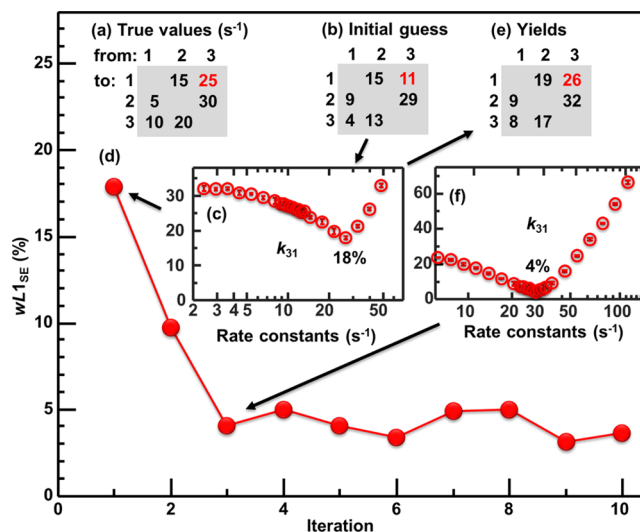 (a) True values (s⁻¹)
from: 1 2 3
to: 1 15 25
2 5 30
3 10 20
(b) Initial guess
1 2 3
1 15 11
2 9 29
3 4 13
(e) Yields
1 2 3
1 19 26
2 9 32
3 8 17
(d)
(c)
30
20
10
0
k₃₁
18%
2 3 4 5 10 20 50
Rate constants (s⁻¹)
(f)
60
40
20
0
k₃₁
4%
5 10 20 30 50 100
Rate constants (s⁻¹)
wL1SE (%)
25
20
15
10
5
0
0 2 4 6 8 10
Iteration